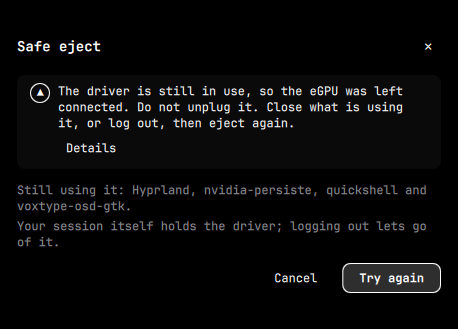 Safe eject
×
The driver is still in use, so the eGPU was left
connected. Do not unplug it. Close what is using
it, or log out, then eject again.
Details
Still using it: Hyprland, nvidia-persiste, quickshell and
voxtype-osd-gtk.
Your session itself holds the driver; logging out lets go
of it.
Cancel
Try again